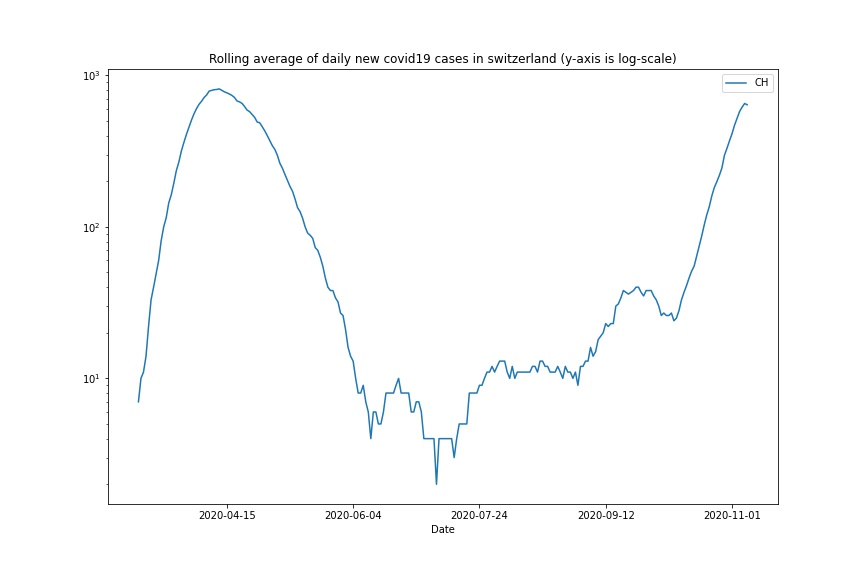 Rolling average of daily new covid19 cases in switzerland (y-axis is log-scale)
CH
10³
10²
10¹
2020-04-15
2020-06-04
2020-07-24
2020-09-12
2020-11-01
Date